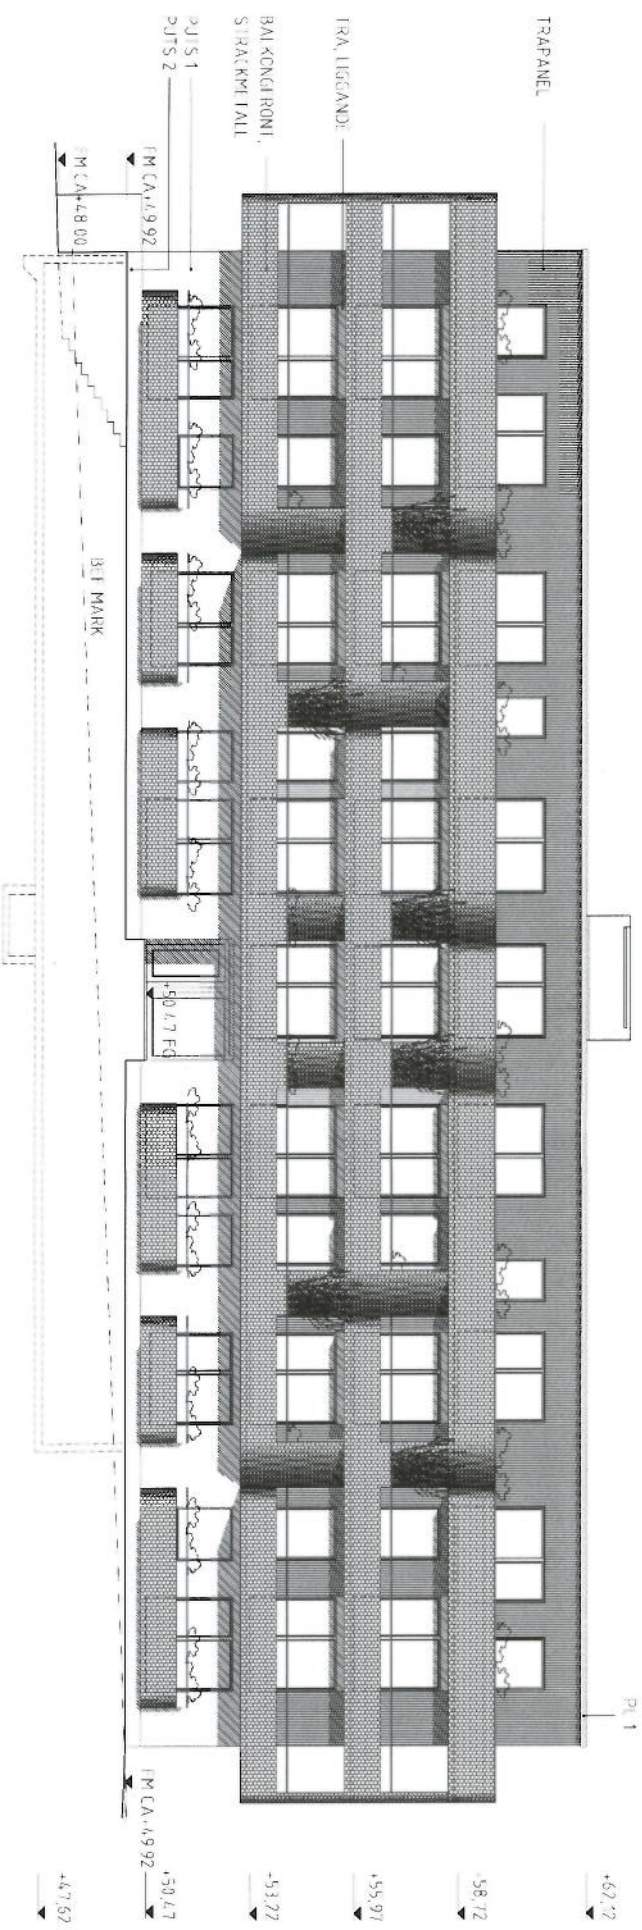 TRÄPANEL
TRÄ, LIGGANDE
BALKONGFRONT,
STRÄCKMETALL
PUTS 1
PUTS 2
FM CA +49.92
FM CA +48.00
BEF MARK
+50.47 FG
PL 1
FM CA +49.92
+62,12
+58,72
+55,97
+53,22
+50,47
+47,62